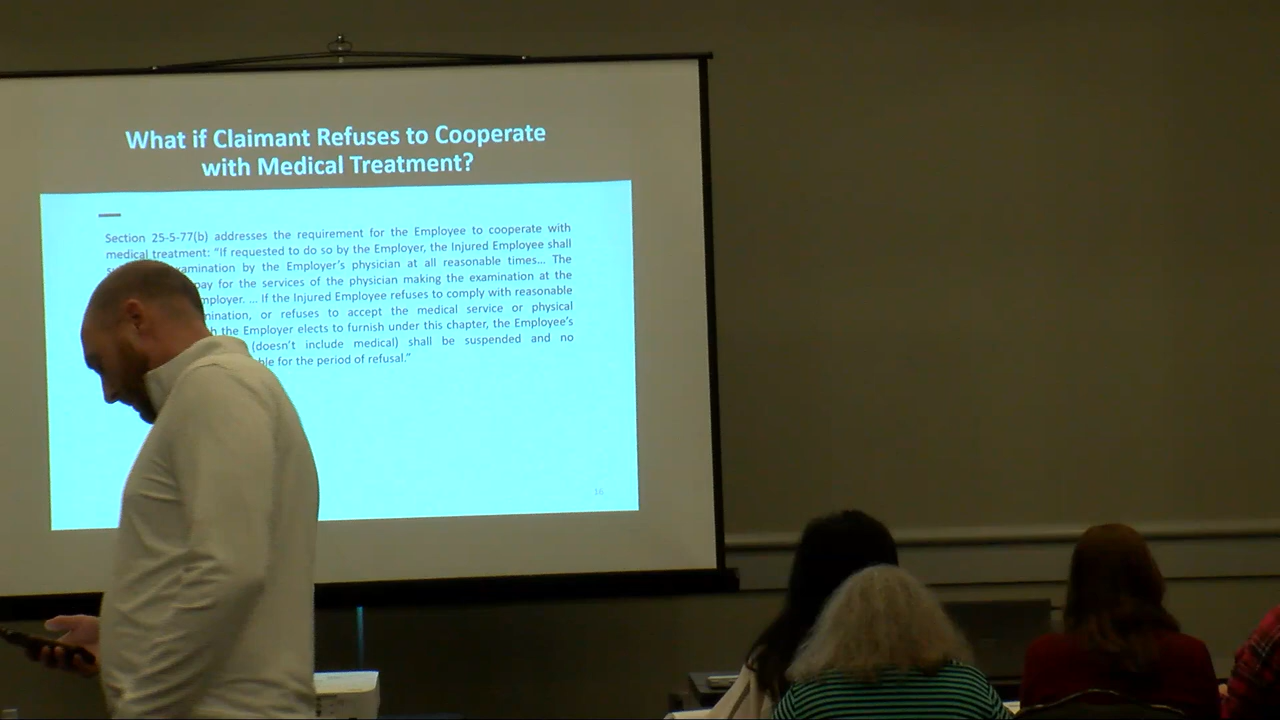 What if Claimant Refuses to Cooperate
with Medical Treatment?
Section 25-5-77(b) addresses the requirement for the Employee to cooperate with
medical treatment: “If requested to do so by the Employer, the Injured Employee shall
examination by the Employer’s physician at all reasonable times... The
pay for the services of the physician making the examination at the
... If the Injured Employee refuses to comply with reasonable
or refuses to accept the medical service or physical
the Employer elects to furnish under this chapter, the Employee’s
(doesn’t include medical) shall be suspended and no
for the period of refusal.”
16